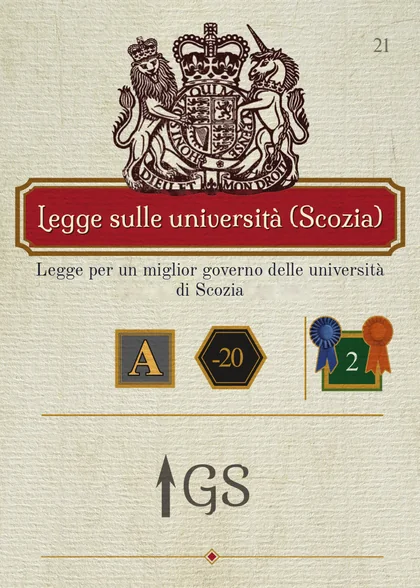 21
DIEU ET MON DROIT
Legge sulle università (Scozia)
Legge per un miglior governo delle università
di Scozia
A
-20
2
GS